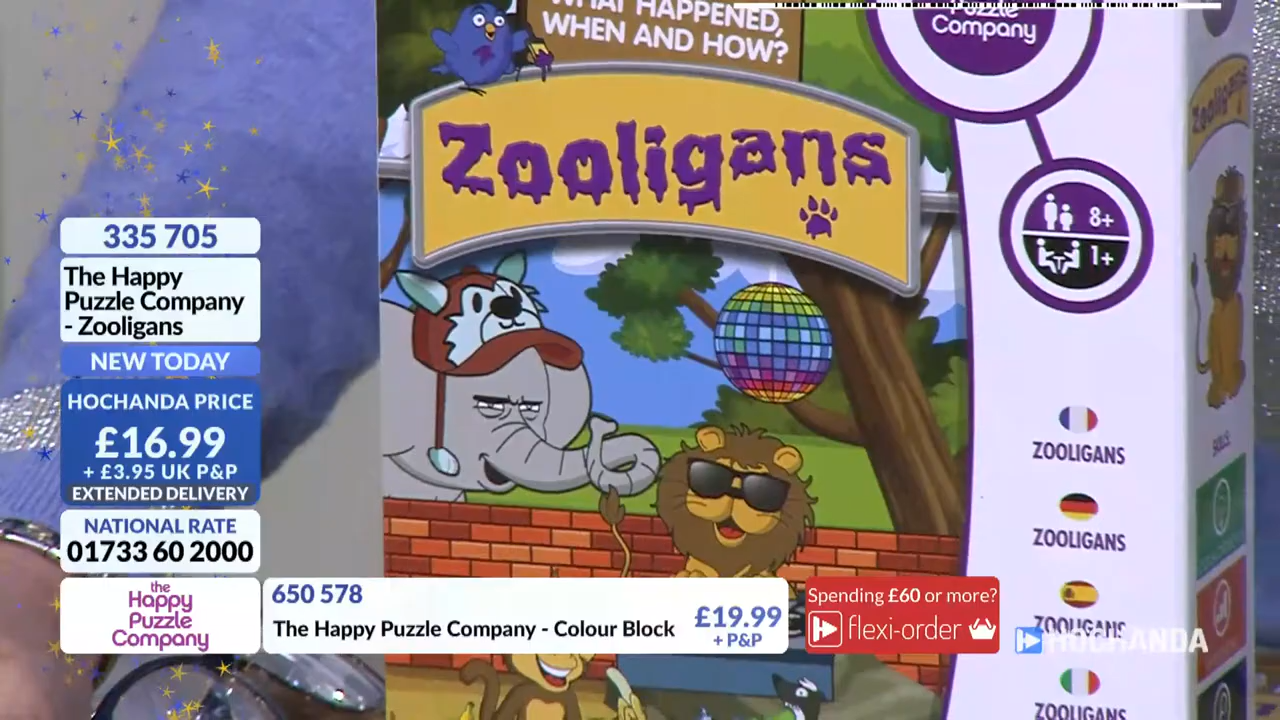 WHAT HAPPENED,
WHEN AND HOW?
Puzzle
Company
Zooligans
Zooligans
8+
1+
335 705
The Happy
Puzzle Company
- Zooligans
NEW TODAY
HOCHANDA PRICE
£16.99
+ £3.95 UK P&P
EXTENDED DELIVERY
NATIONAL RATE
01733 60 2000
the
Happy
Puzzle
Company
650 578
The Happy Puzzle Company - Colour Block
£19.99
+ P&P
Spending £60 or more?
flexi-order
ZOOLIGANS
ZOOLIGANS
ZOOLIGANS
HOCHANDA
ZOOLIGANS
SKILLS: